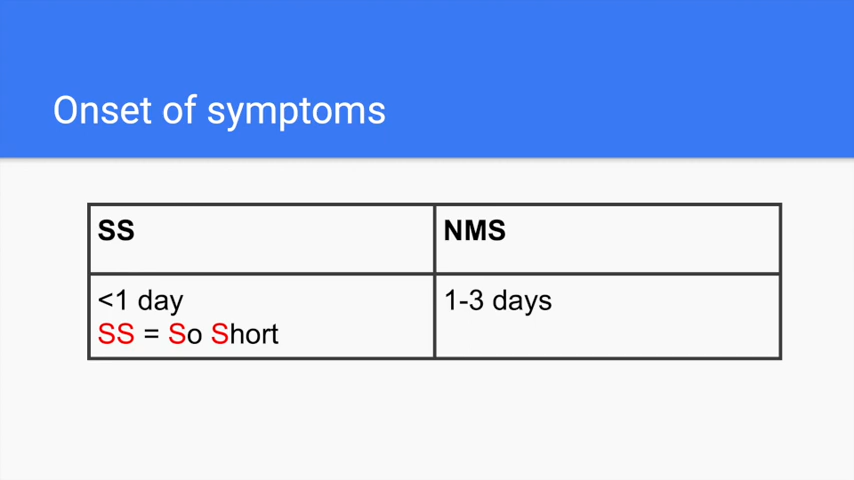 Onset of symptoms
SS
NMS
<1 day
SS = So Short
1-3 days